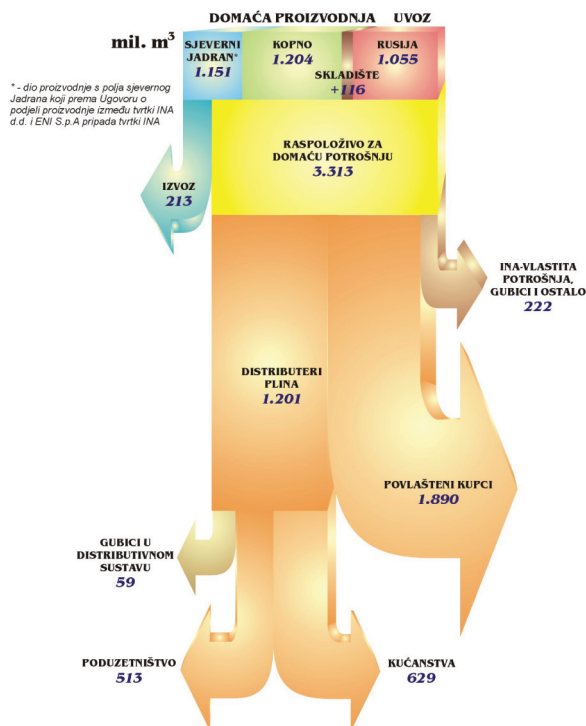 DOMAĆA PROIZVODNJA UVOZ
mil. m³
SJEVERNI
JADRAN*
1.151
KOPNO
1.204
RUSIJA
1.055
SKLADIŠTE
+116
* - dio proizvodnje s polja sjevernog
Jadrana koji prema Ugovoru o
podjeli proizvodnje između tvrtki INA
d.d. i ENI S.p.A pripada tvrtki INA
RASPOLOŽIVO ZA
DOMAĆU POTROŠNJU
3.313
IZVOZ
213
INA-VLASTITA
POTROŠNJA,
GUBICI I OSTALO
222
DISTRIBUTERI
PLINA
1.201
POVLAŠTENI KUPCI
1.890
GUBICI U
DISTRIBUTIVNOM
SUSTAVU
59
PODUZETNIŠTVO
513
KUĆANSTVA
629